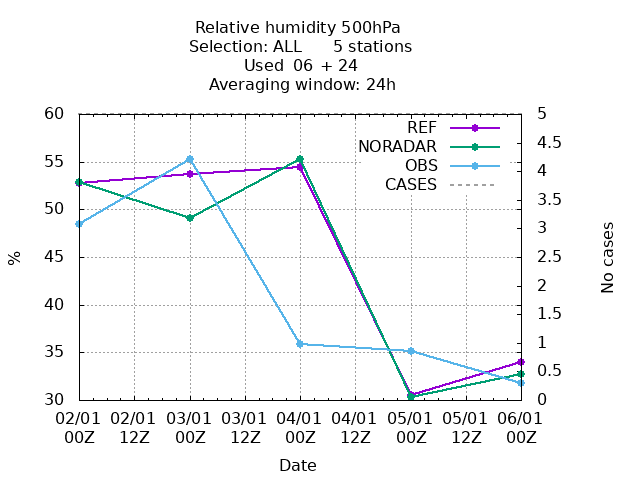 Relative humidity 500hPa
Selection: ALL 5 stations
Used 06 + 24
Averaging window: 24h
60 5
REF
4.5
NORADAR
55 OBS 4
CASES
3.5
50
3
%
No cases
45 2.5
2
40
1.5
1
35
0.5
30 0
02/01 02/01 03/01 03/01 04/01 04/01 05/01 05/01 06/01
00Z 12Z 00Z 12Z 00Z 12Z 00Z 12Z 00Z
Date